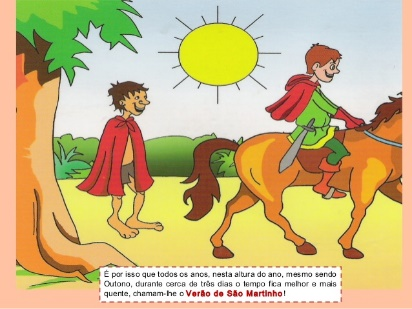 É por isso que todos os anos, nesta altura do ano, mesmo sendo
Outono, durante cerca de três dias o tempo fica melhor e mais
quente, chamam-lhe o Verão de São Martinho!